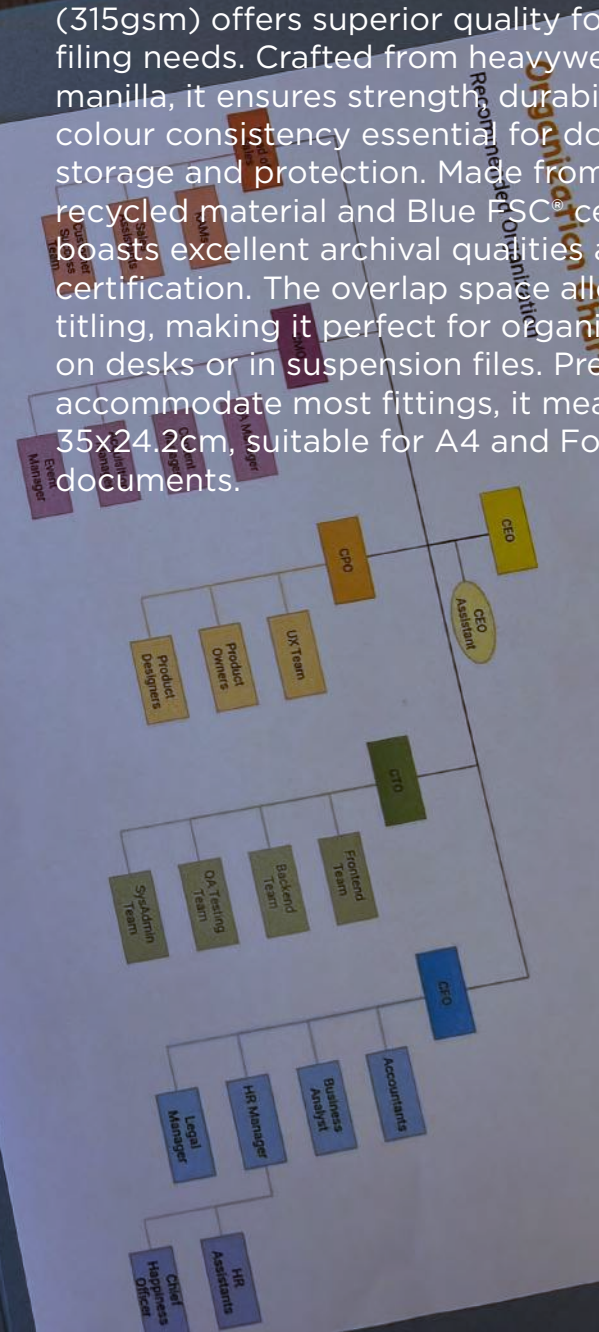 (315gsm) offers superior quality fo
filing needs. Crafted from heavywe
manilla, it ensures strength, durabi
colour consistency essential for do
storage and protection. Made from
recycled material and Blue FSC® ce
boasts excellent archival qualities a
certification. The overlap space all
titling, making it perfect for organi
on desks or in suspension files. Pre
accommodate most fittings, it mea
35x24.2cm, suitable for A4 and Fo
documents.
Organisation
Recommended
CEO
CEO
Assistant
Customer
Team
CMO
Event
Manager
CPO
UX Team
Product
Owners
Product
Designers
CTO
Frontend
Team
Backend
Team
QA Testing
Team
SysAdmin
Team
CFO
Accountants
Business
Analyst
HR Manager
Legal
Manager
HR
Assistants
Chief
Happiness
Officer